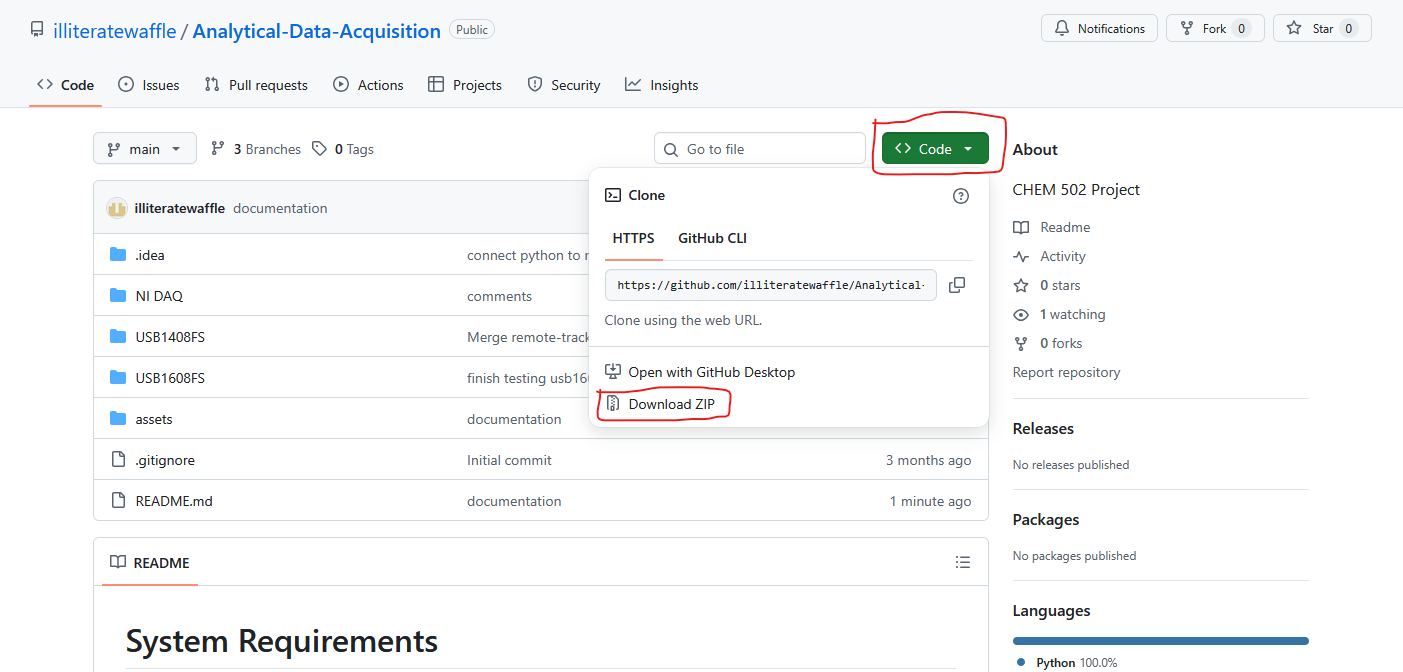 illiteratewaffle / Analytical-Data-Acquisition Public
Notifications Fork 0 Star 0
Code Issues Pull requests Actions Projects Security Insights
main 3 Branches 0 Tags Go to file Code
illiteratewaffle documentation
.idea connect python to
NI DAQ comments
USB1408FS Merge remote-track
USB1608FS finish testing usb16
assets documentation
.gitignore Initial commit 3 months ago
README.md documentation 1 minute ago
Clone
HTTPS GitHub CLI
https://github.com/illiteratewaffle/Analytical-
Clone using the web URL.
Open with GitHub Desktop
Download ZIP
README
System Requirements
About
CHEM 502 Project
Readme
Activity
0 stars
1 watching
0 forks
Report repository
Releases
No releases published
Packages
No packages published
Languages
Python 100.0%